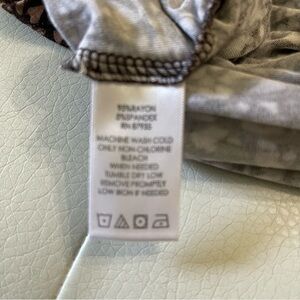 95%RAYON
5%SPANDEX
RN 87985
MACHINE WASH COLD
ONLY NON-CHLORINE
BLEACH
WHEN NEEDED
TUMBLE DRY LOW
REMOVE PROMPTLY
LOW IRON IF NEEDED